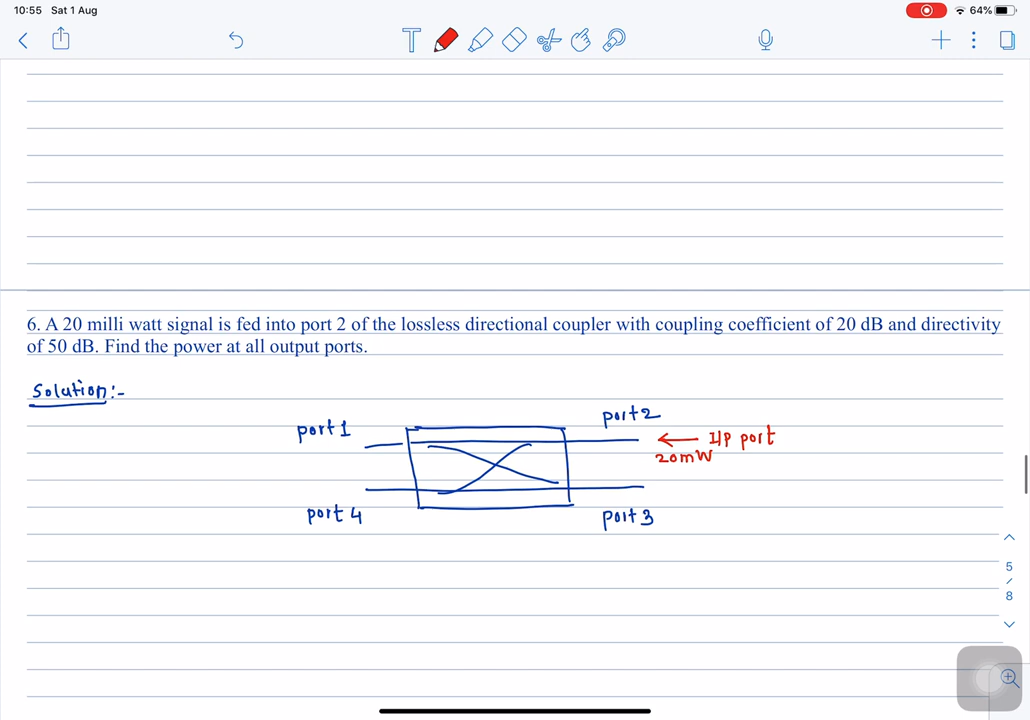 10:55 Sat 1 Aug
64%
T
6. A 20 milli watt signal is fed into port 2 of the lossless directional coupler with coupling coefficient of 20 dB and directivity
of 50 dB. Find the power at all output ports.
Solution:-
port 1
port 2
I/P port
20mW
port 4
port 3
5
/
8